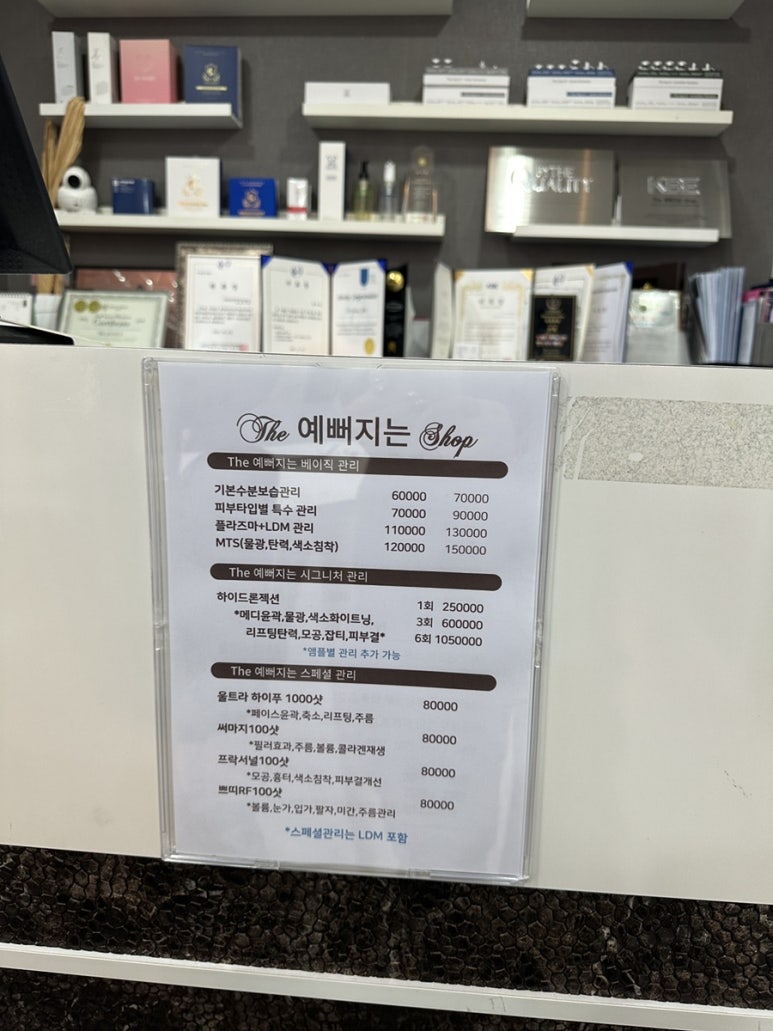 THE
QUALITY
KBE
The 예뻐지는 Shop
The 예뻐지는 베이직 관리
기본수분보습관리 60000 70000
피부타입별 특수 관리 70000 90000
플라즈마+LDM 관리 110000 130000
MTS(물광,탄력,색소침착) 120000 150000
The 예뻐지는 시그니처 관리
하이드론젝션 1회 250000
*메디윤곽,물광,색소화이트닝, 3회 600000
리프팅탄력,모공,잡티,피부결* 6회 1050000
*앰플별 관리 추가 가능
The 예뻐지는 스페셜 관리
울트라 하이푸 1000샷 80000
*페이스윤곽,축소,리프팅,주름
써마지100샷 80000
*필러효과,주름,볼륨,콜라겐재생
프락셔널100샷 80000
*모공,흉터,색소침착,피부결개선
쁘띠RF100샷 80000
*볼륨,눈가,입가,팔자,미간,주름관리
*스페셜관리는 LDM 포함